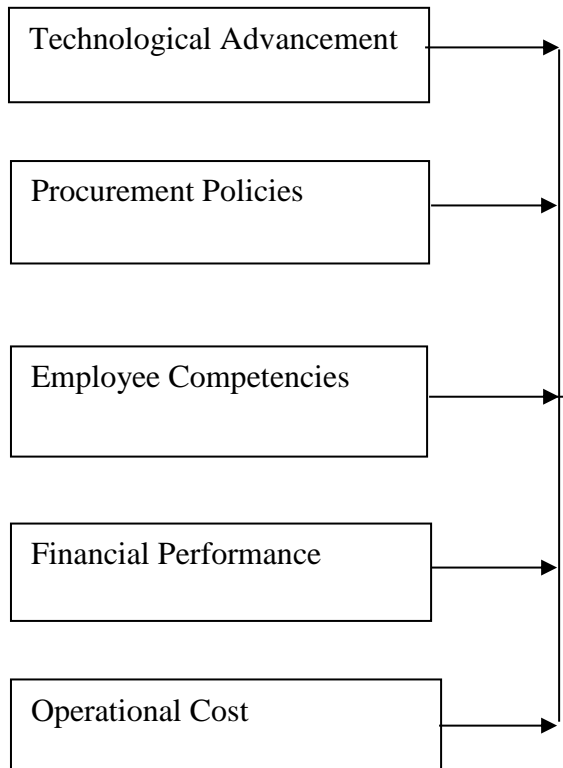 Technological Advancement
Procurement Policies
Employee Competencies
Financial Performance
Operational Cost